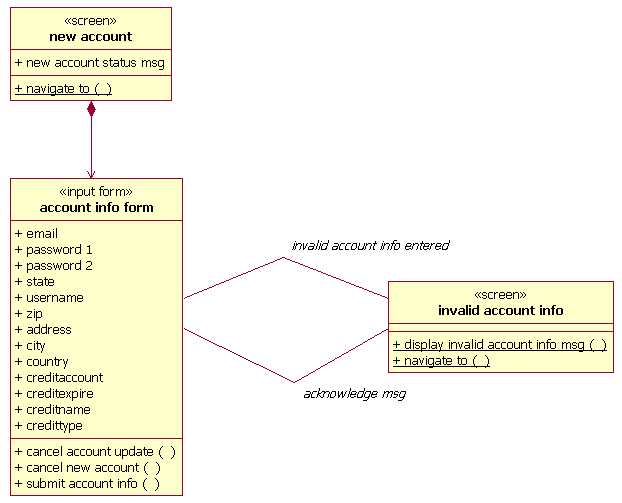 «screen»
new account
+ new account status msg
+ navigate to ( )
«input form»
account info form
+ email
+ password 1
+ password 2
+ state
+ username
+ zip
+ address
+ city
+ country
+ creditaccount
+ creditexpire
+ creditname
+ credittype
+ cancel account update ( )
+ cancel new account ( )
+ submit account info ( )
invalid account info entered
acknowledge msg
«screen»
invalid account info
+ display invalid account info msg ( )
+ navigate to ( )